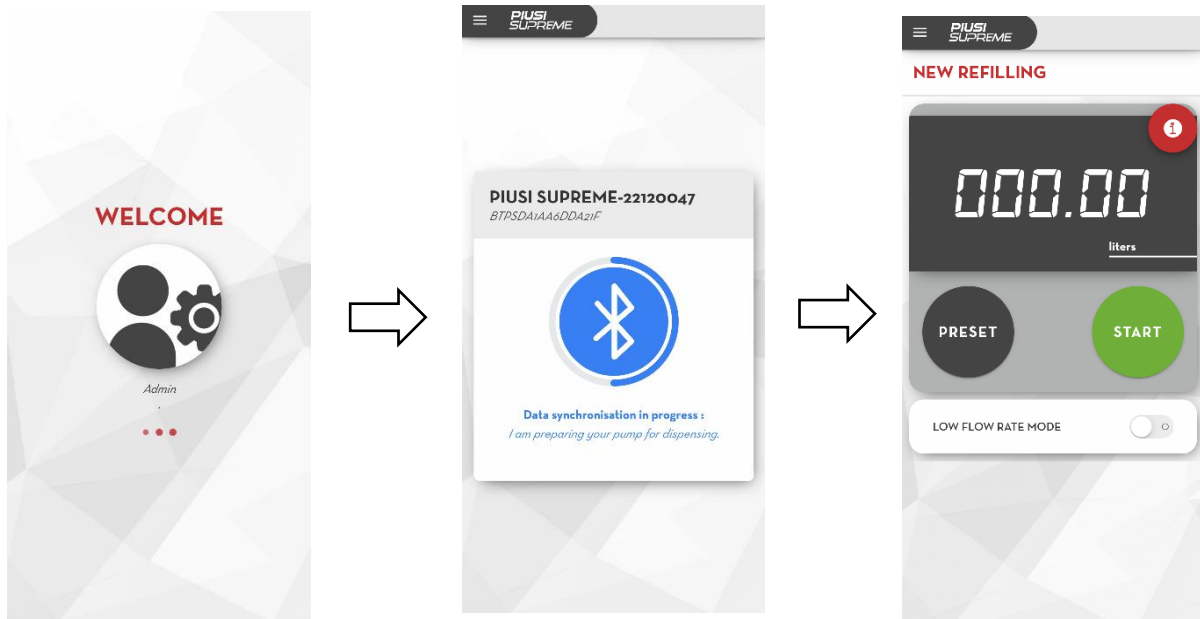 WELCOME
Admin
.
PIUSI
SUPREME
PIUSI SUPREME-22120047
BTPSDA1AA6DDA21F
Data synchronisation in progress :
I am preparing your pump for dispensing.
PIUSI
SUPREME
NEW REFILLING
i
000.00
liters
PRESET
START
LOW FLOW RATE MODE